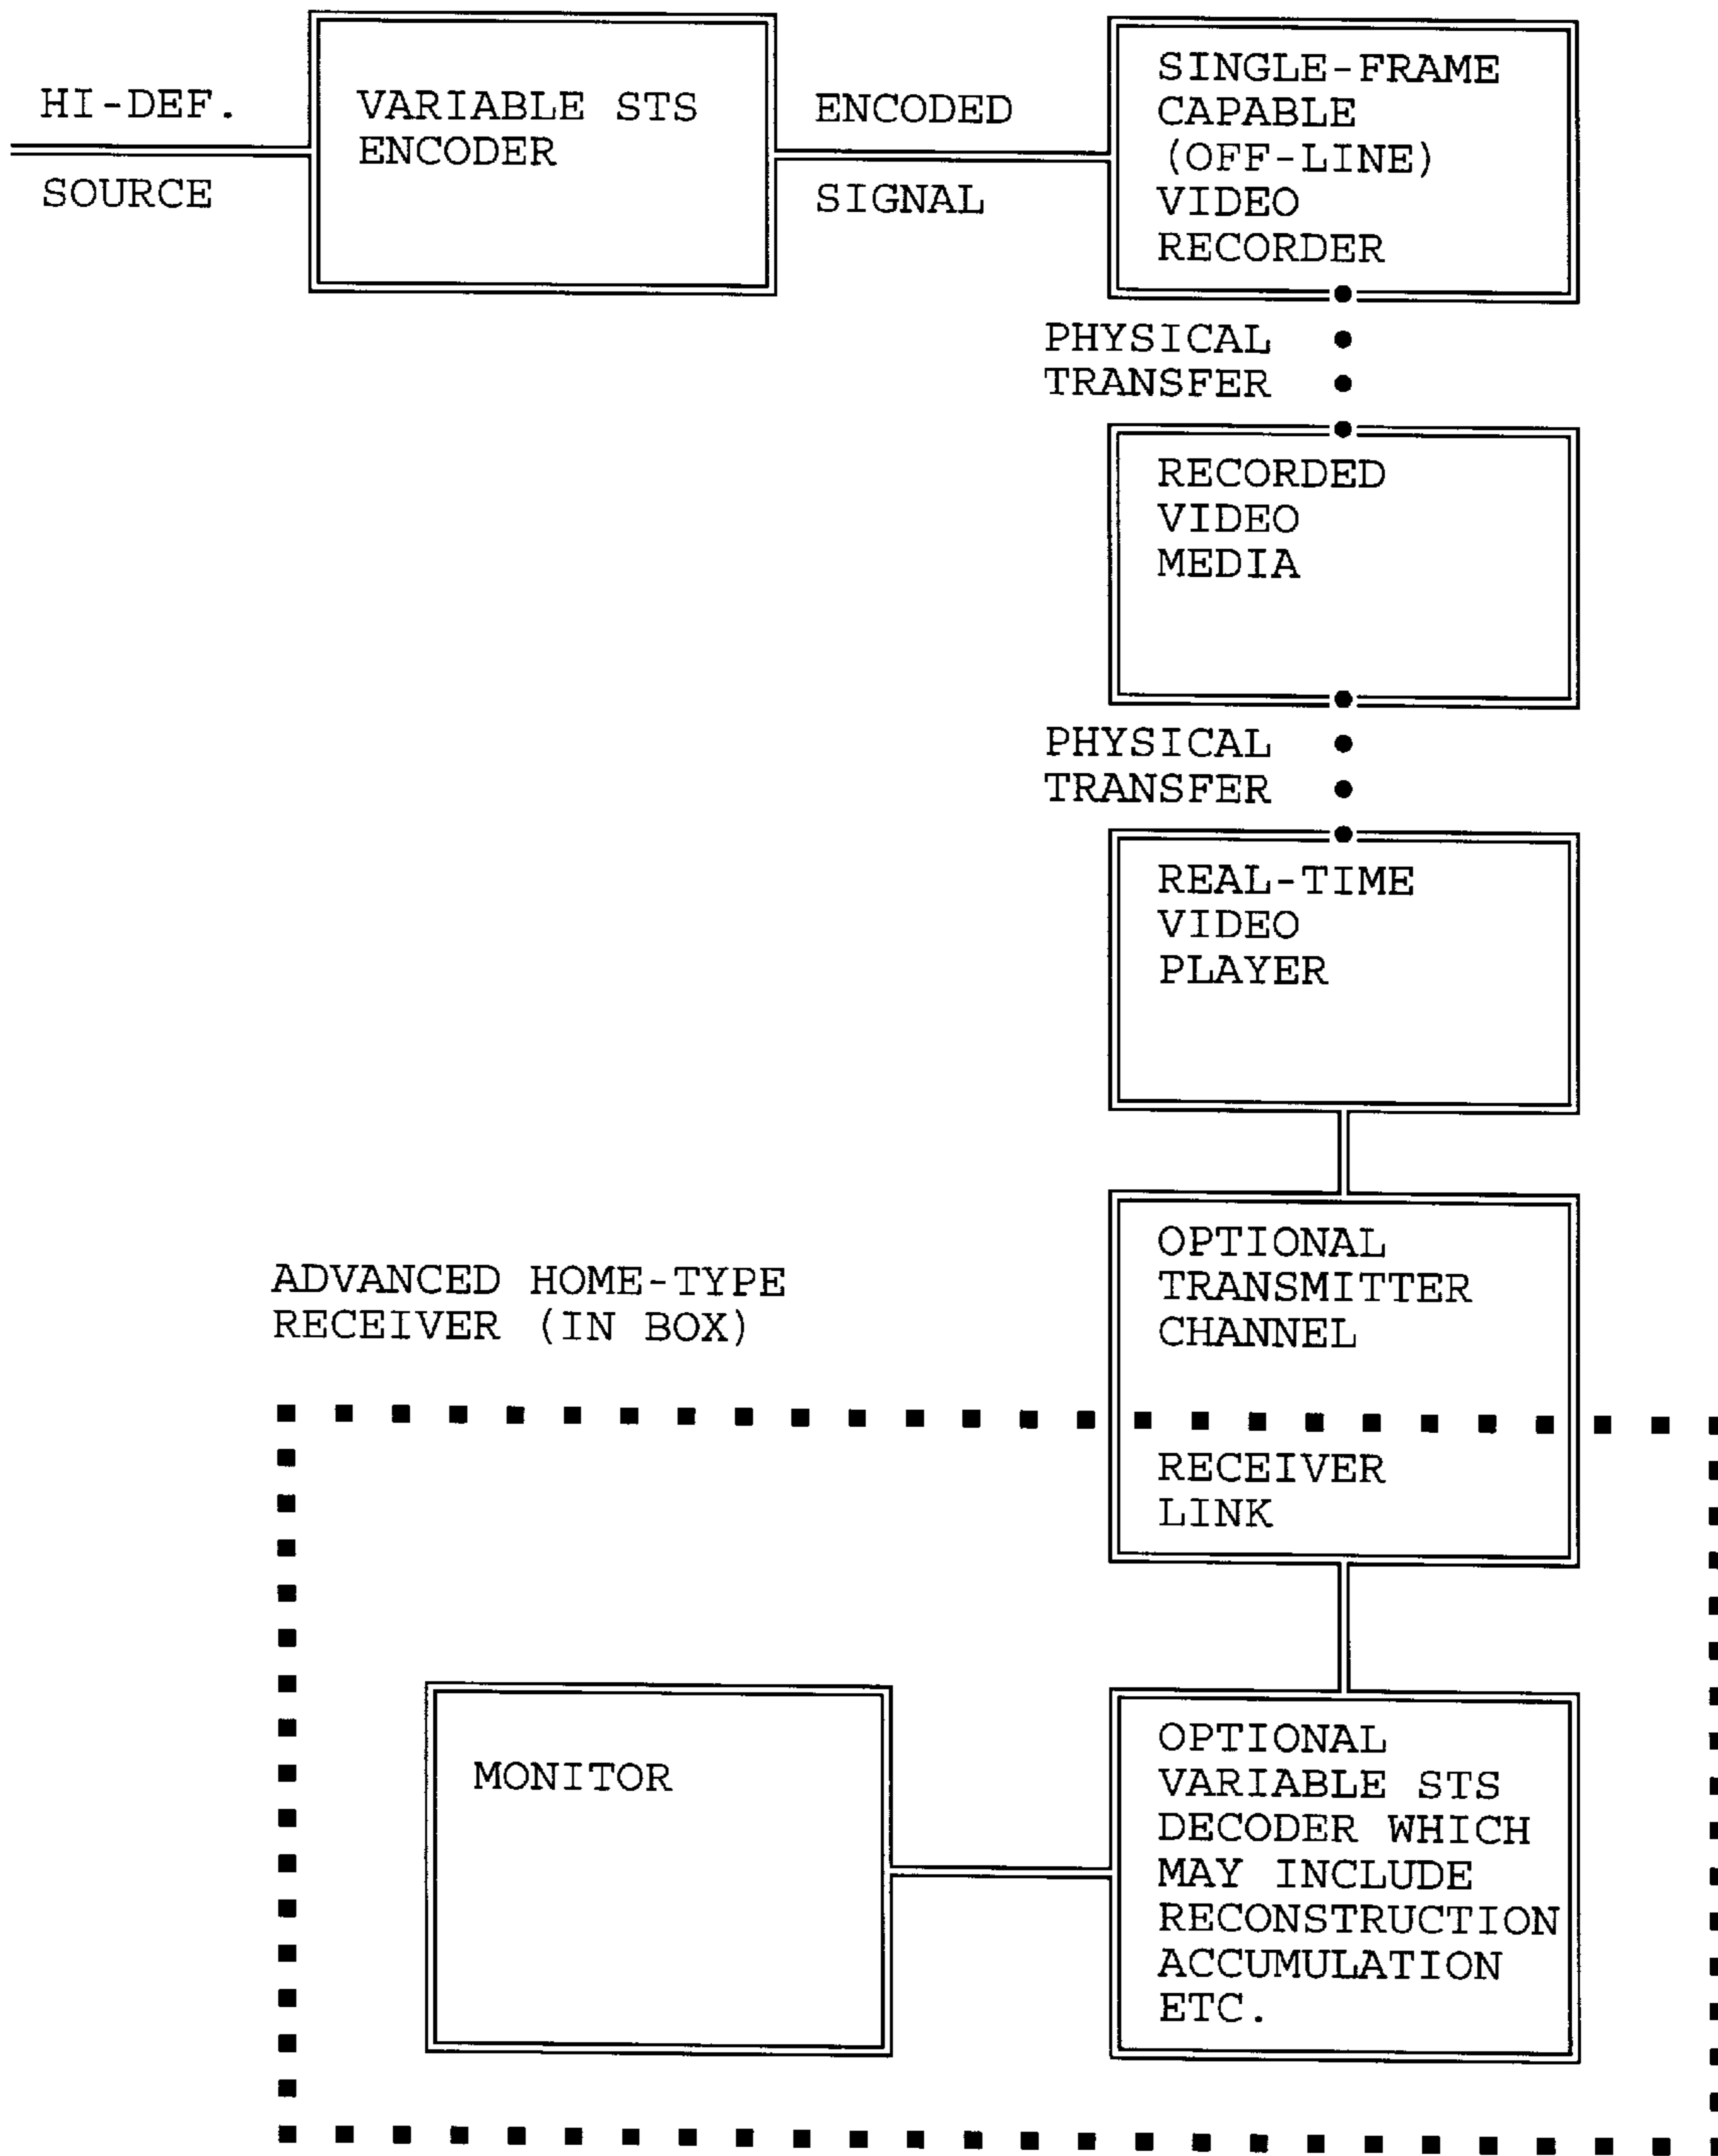 HI-DEF.
SOURCE
VARIABLE STS
ENCODER
ENCODED
SIGNAL
SINGLE-FRAME
CAPABLE
(OFF-LINE)
VIDEO
RECORDER
PHYSICAL
TRANSFER
RECORDED
VIDEO
MEDIA
PHYSICAL
TRANSFER
REAL-TIME
VIDEO
PLAYER
OPTIONAL
TRANSMITTER
CHANNEL
ADVANCED HOME-TYPE
RECEIVER (IN BOX)
RECEIVER
LINK
OPTIONAL
VARIABLE STS
DECODER WHICH
MAY INCLUDE
RECONSTRUCTION
ACCUMULATION
ETC.
MONITOR